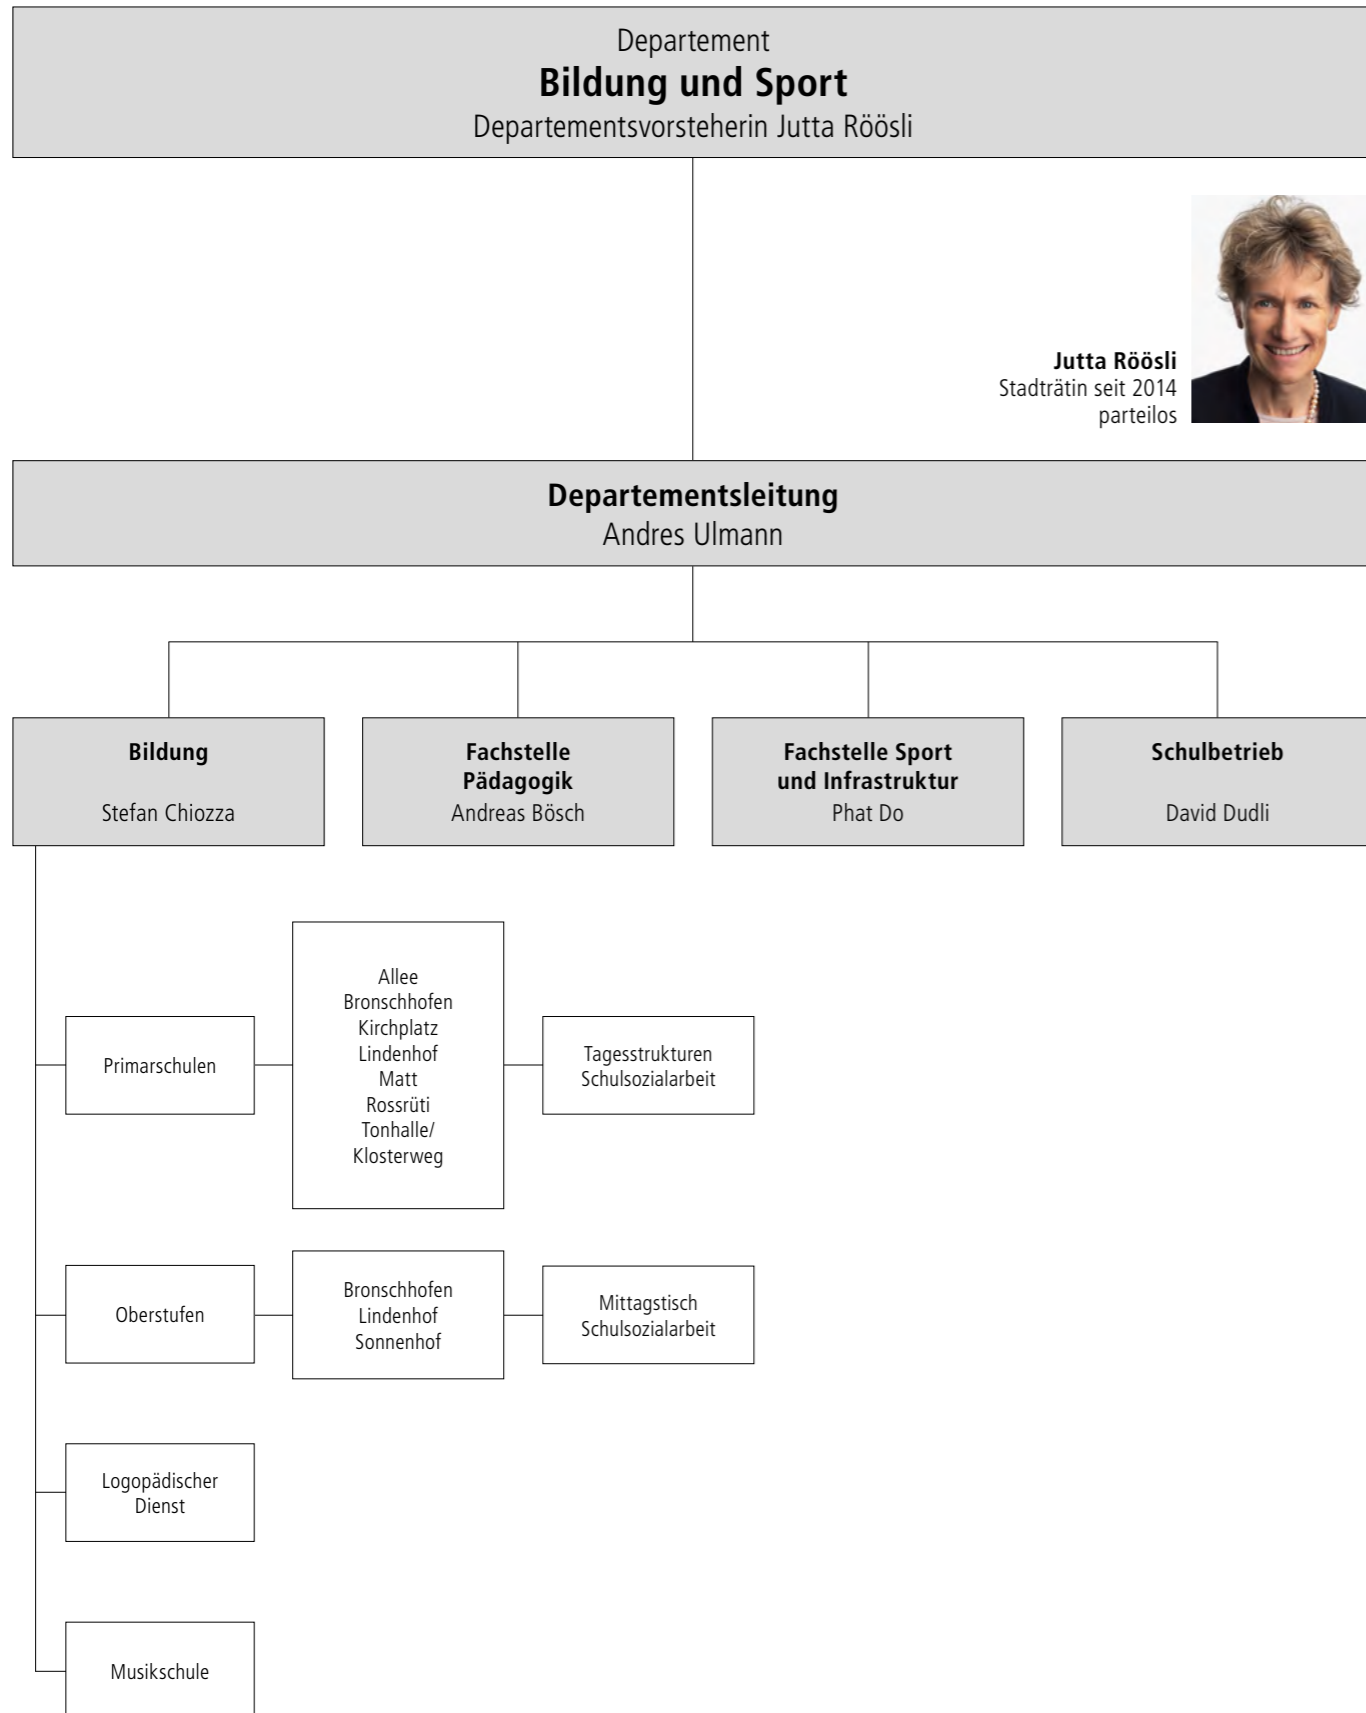 Departement
Bildung und Sport
Departementsvorsteherin Jutta Röösli
Jutta Röösli
Stadträtin seit 2014
parteilos
Departementsleitung
Andres Ulmann
Bildung
Stefan Chiozza
Fachstelle
Pädagogik
Andreas Bösch
Fachstelle Sport
und Infrastruktur
Phat Do
Schulbetrieb
David Dudli
Primarschulen
Allee
Bronschhofen
Kirchplatz
Lindenhof
Matt
Rossrüti
Tonhalle/
Klosterweg
Tagesstrukturen
Schulsozialarbeit
Oberstufen
Bronschhofen
Lindenhof
Sonnenhof
Mittagstisch
Schulsozialarbeit
Logopädischer
Dienst
Musikschule